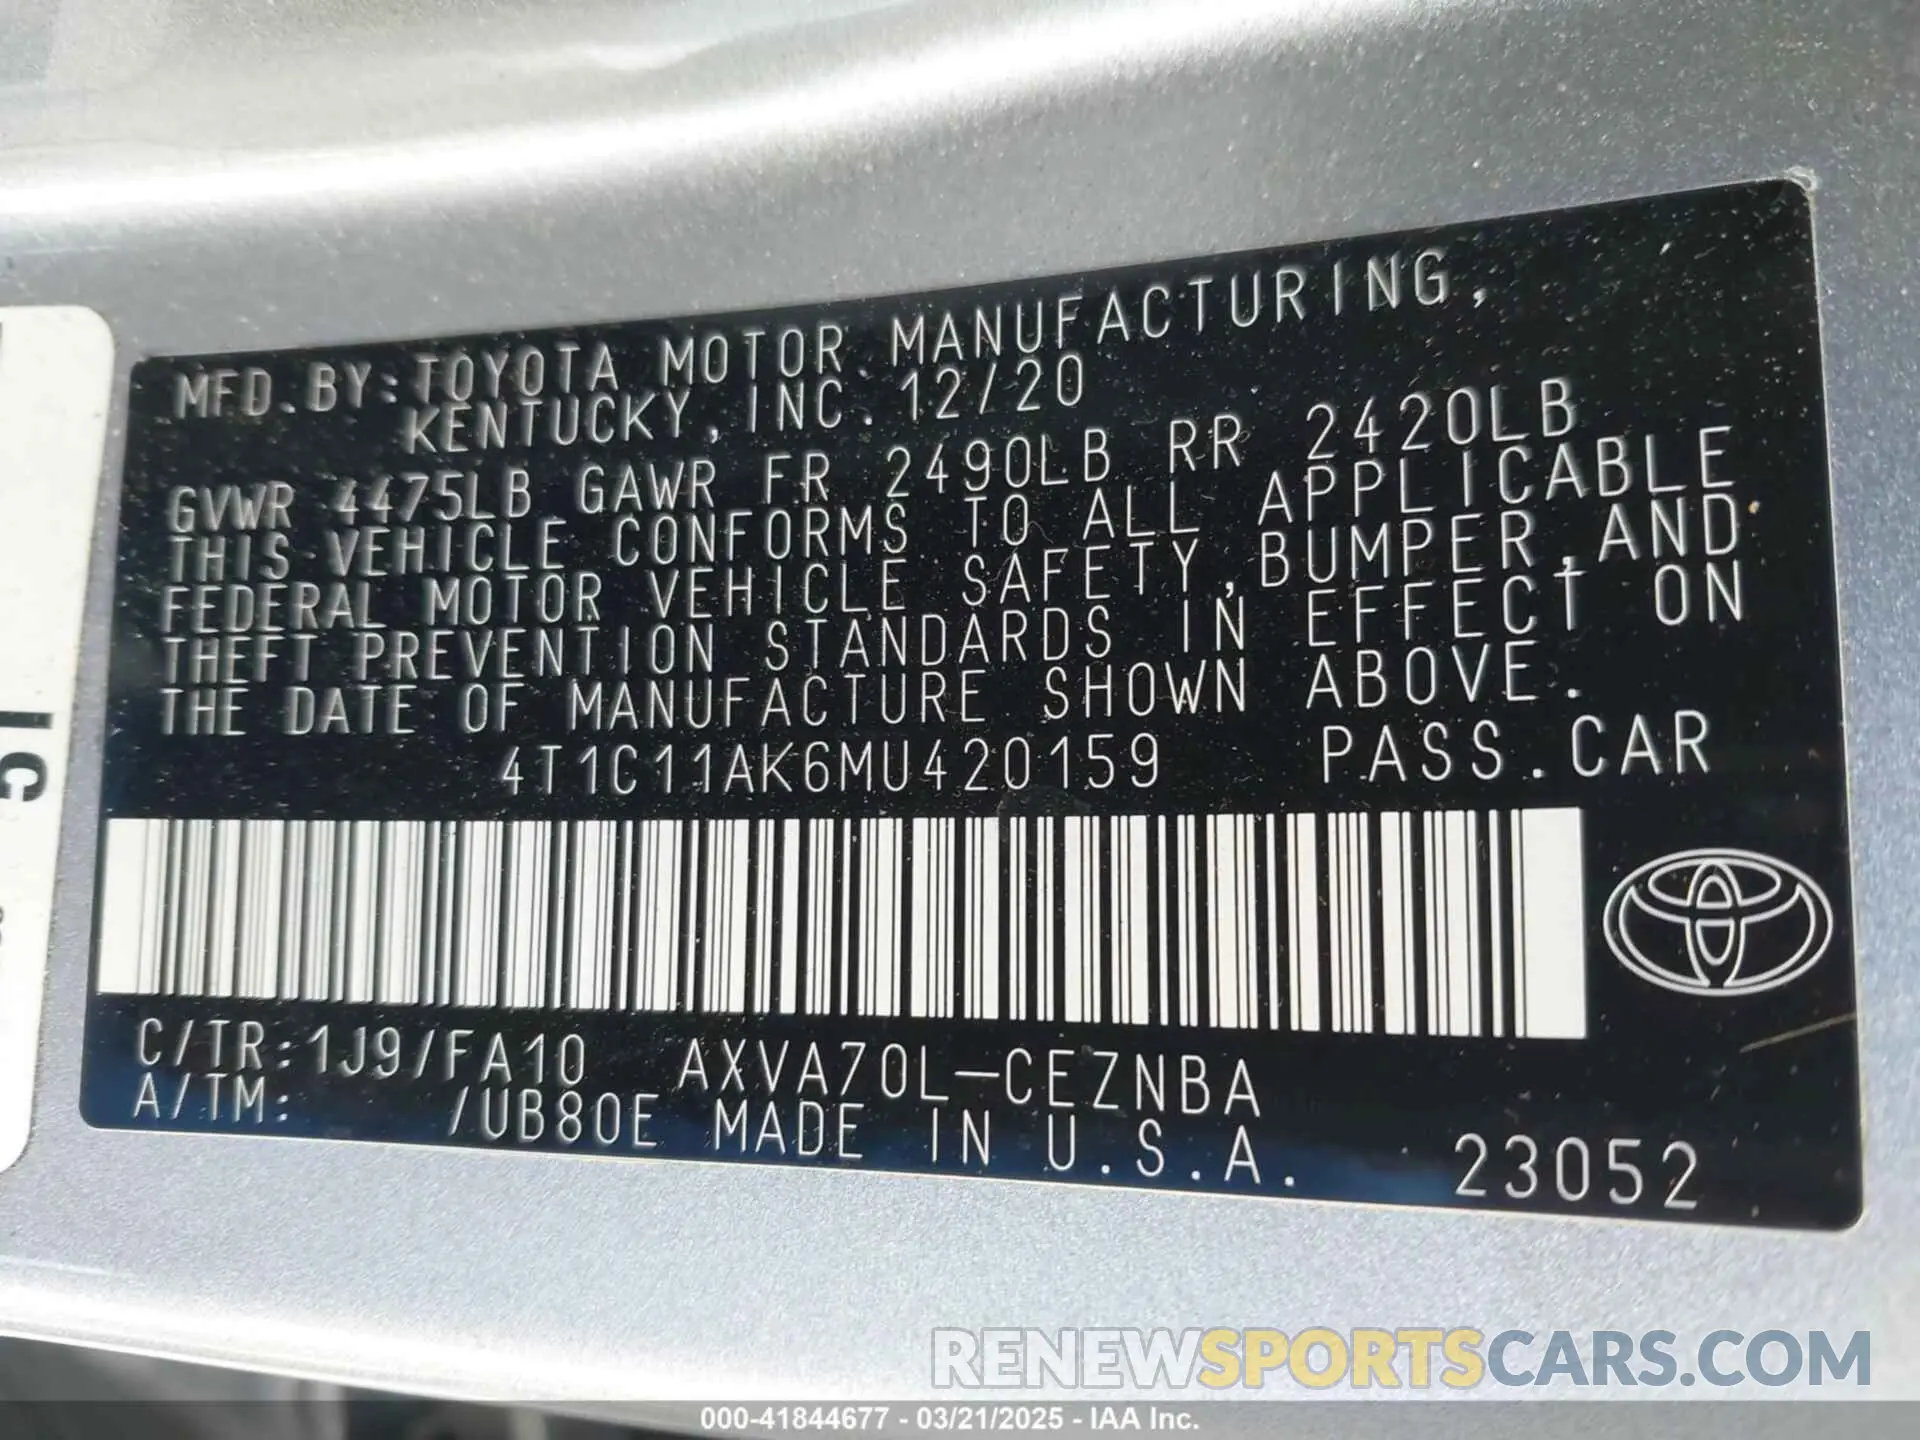 MFD.BY:TOYOTA MOTOR MANUFACTURING,
KENTUCKY,INC.12/20
GVWR 4475LB GAWR FR 2490LB RR 2420LB
THIS VEHICLE CONFORMS TO ALL APPLICABLE
FEDERAL MOTOR VEHICLE SAFETY,BUMPER,AND
THEFT PREVENTION STANDARDS IN EFFECT ON
THE DATE OF MANUFACTURE SHOWN ABOVE.
4T1C11AK6MU420159 PASS.CAR
C/TR:1J9/FA10 AXVA70L-CEZNBA
A/TM: /UB80E MADE IN U.S.A. 23052
RENEWSPORTSCARS.COM
000-41844677 - 03/21/2025 - IAA Inc.